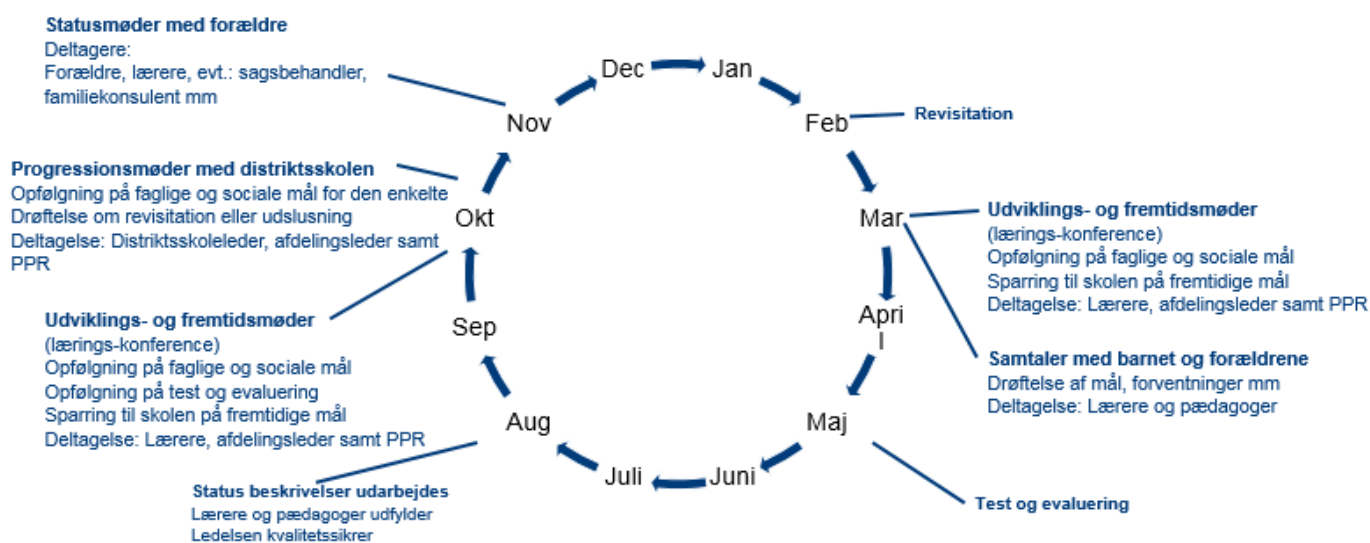 Statusmøder med forældre
Deltagere:
Forældre, lærere, evt.: sagsbehandler,
familiekonsulent mm
Dec
Jan
Nov
Feb
Revisitation
Progressionsmøder med distriktsskolen
Opfølgning på faglige og sociale mål for den enkelte
Drøftelse om revisitation eller udslusning
Deltagelse: Distriktsskoleleder, afdelingsleder samt
PPR
Okt
Mar
Udviklings- og fremtidsmøder
(lærings-konference)
Opfølgning på faglige og sociale mål
Sparring til skolen på fremtidige mål
Deltagelse: Lærere, afdelingsleder samt PPR
Udviklings- og fremtidsmøder
(lærings-konference)
Opfølgning på faglige og sociale mål
Opfølgning på test og evaluering
Sparring til skolen på fremtidige mål
Deltagelse: Lærere, afdelingsleder samt PPR
Sep
Apri
l
Samtaler med barnet og forældrene
Drøftelse af mål, forventninger mm
Deltagelse: Lærere og pædagoger
Aug
Maj
Juli
Juni
Status beskrivelser udarbejdes
Lærere og pædagoger udfylder
Ledelsen kvalitetssikrer
Test og evaluering